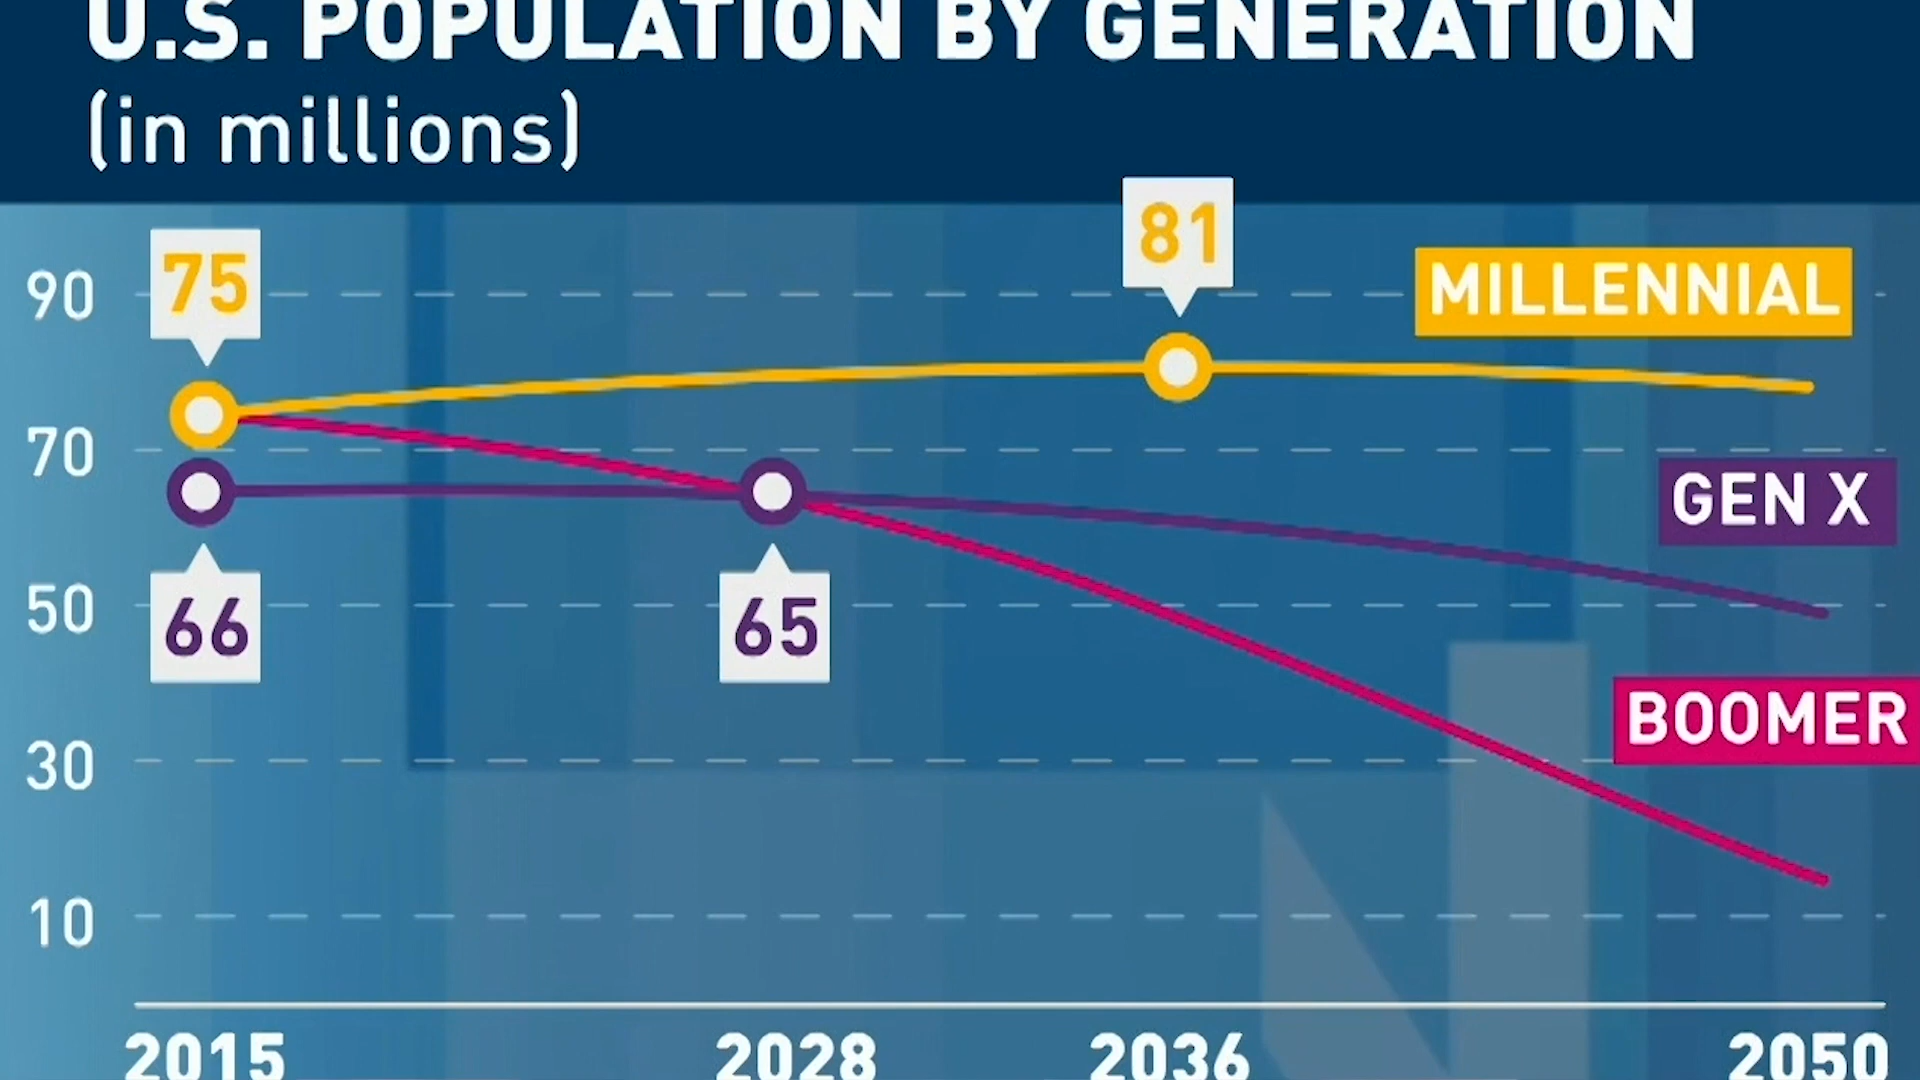 U.S. POPULATION BY GENERATION
(in millions)
81
75
MILLENNIAL
90
70
GEN X
50
66
65
BOOMER
30
10
2015 2028 2036 2050